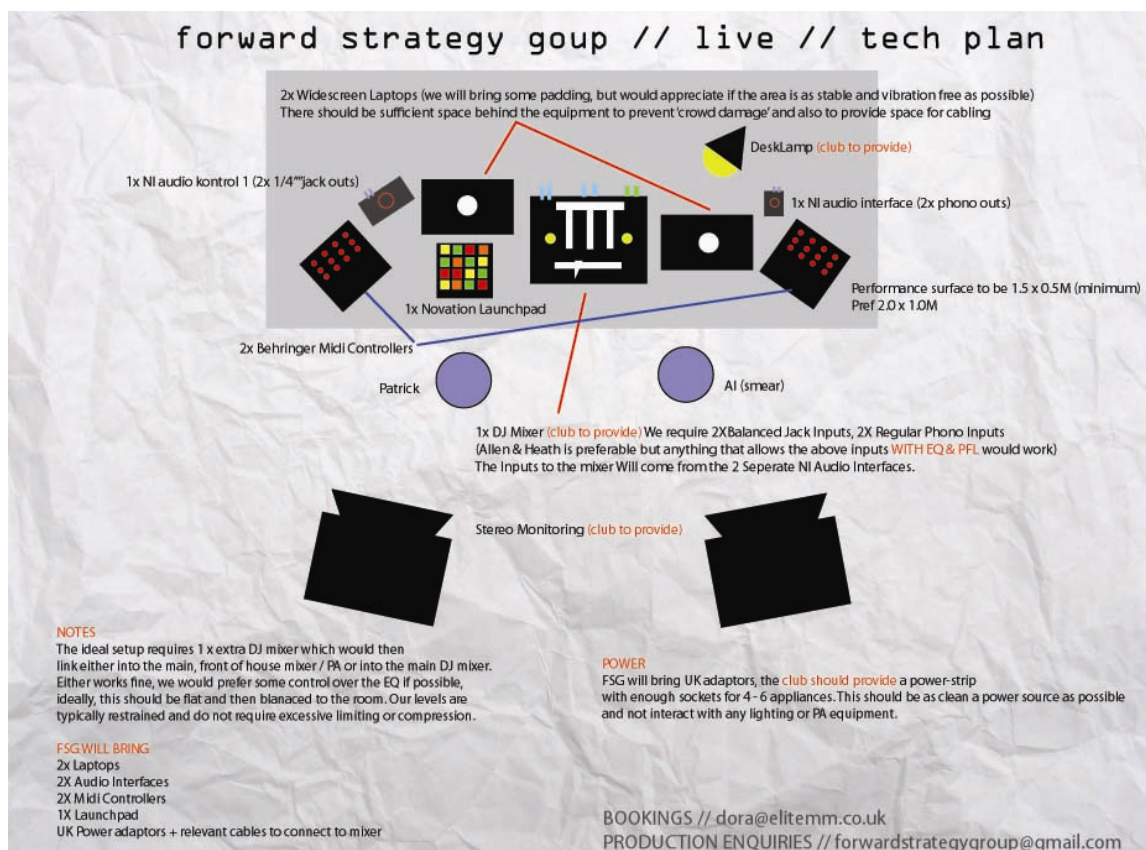 forward strategy goup // live // tech plan
2x Widescreen Laptops (we will bring some padding, but would appreciate if the area is as stable and vibration free as possible)
There should be sufficient space behind the equipment to prevent 'crowd damage' and also to provide space for cabling
DeskLamp (club to provide)
1x NI audio kontrol 1 (2x 1/4""jack outs)
1x NI audio interface (2x phono outs)
Performance surface to be 1.5 x 0.5M (minimum)
Pref 2.0 x 1.0M
1x Novation Launchpad
2x Behringer Midi Controllers
Patrick
Al (smear)
1x DJ Mixer (club to provide) We require 2XBalanced Jack Inputs, 2X Regular Phono Inputs
(Allen & Heath is preferable but anything that allows the above inputs WITH EQ & PFL would work)
The Inputs to the mixer Will come from the 2 Seperate NI Audio Interfaces.
Stereo Monitoring (club to provide)
NOTES
The ideal setup requires 1 x extra DJ mixer which would then
link either into the main, front of house mixer / PA or into the main DJ mixer.
Either works fine, we would prefer some control over the EQ if possible,
ideally, this should be flat and then blanaced to the room. Our levels are
typically restrained and do not require excessive limiting or compression.
POWER
FSG will bring UK adaptors, the club should provide a power-strip
with enough sockets for 4 - 6 appliances. This should be as clean a power source as possible
and not interact with any lighting or PA equipment.
FSG WILL BRING
2x Laptops
2X Audio Interfaces
2X Midi Controllers
1X Launchpad
UK Power adaptors + relevant cables to connect to mixer
BOOKINGS // dora@elitemm.co.uk
PRODUCTION ENQUIRIES // forwardstrategygroup@gmail.com